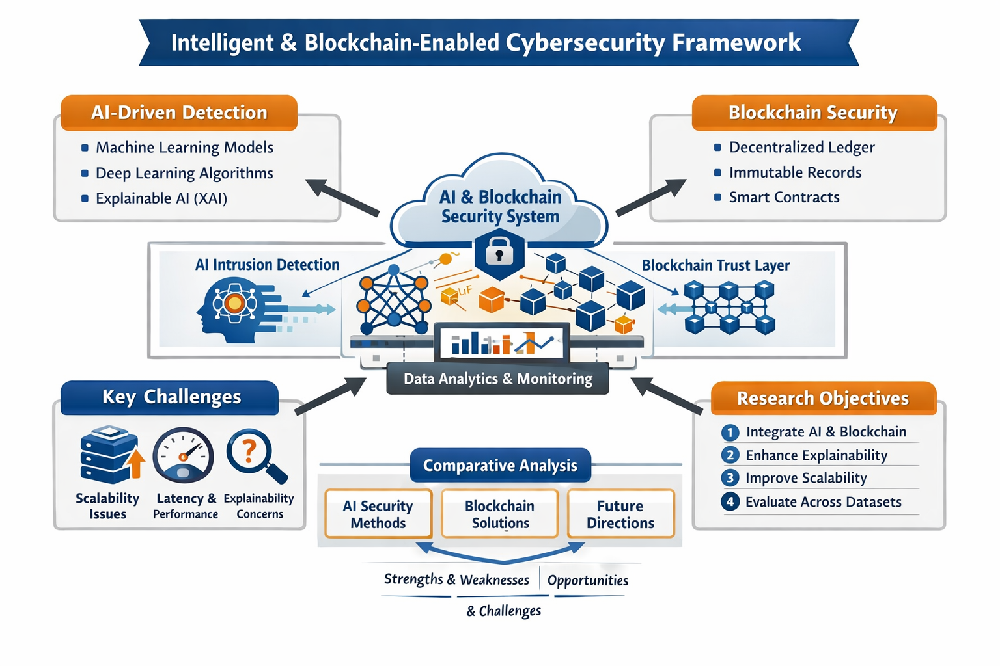 Intelligent & Blockchain-Enabled Cybersecurity Framework
AI-Driven Detection
Machine Learning Models
Deep Learning Algorithms
Explainable AI (XAI)
Blockchain Security
Decentralized Ledger
Immutable Records
Smart Contracts
AI & Blockchain
Security System
AI Intrusion Detection
Blockchain Trust Layer
Data Analytics & Monitoring
Key Challenges
Scalability
Issues
Latency &
Performance
Explainability
Concerns
Research Objectives
1 Integrate AI & Blockchain
2 Enhance Explainability
3 Improve Scalability
4 Evaluate Across Datasets
Comparative Analysis
AI Security
Methods
Blockchain
Solutions
Future
Directions
Strengths & Weaknesses
Opportunities
& Challenges